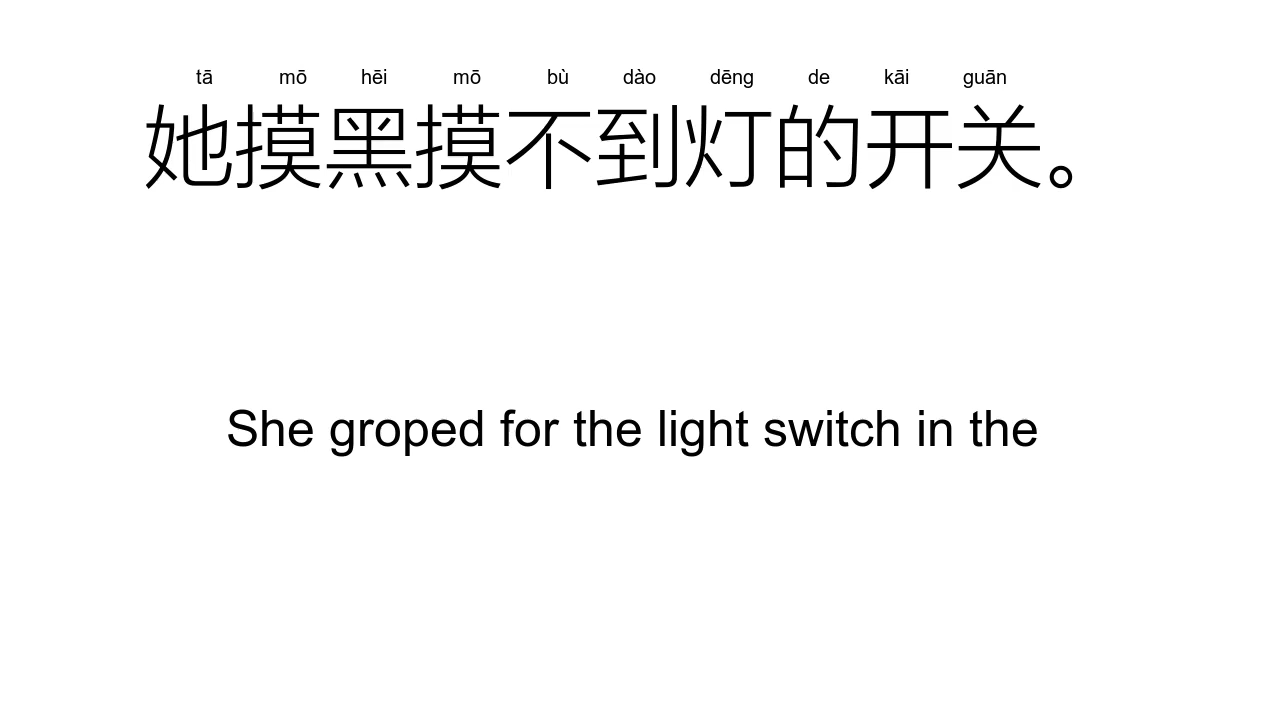 tā mō hēi mō bù dào dēng de kāi guān
她摸黑摸不到灯的开关。
She groped for the light switch in the